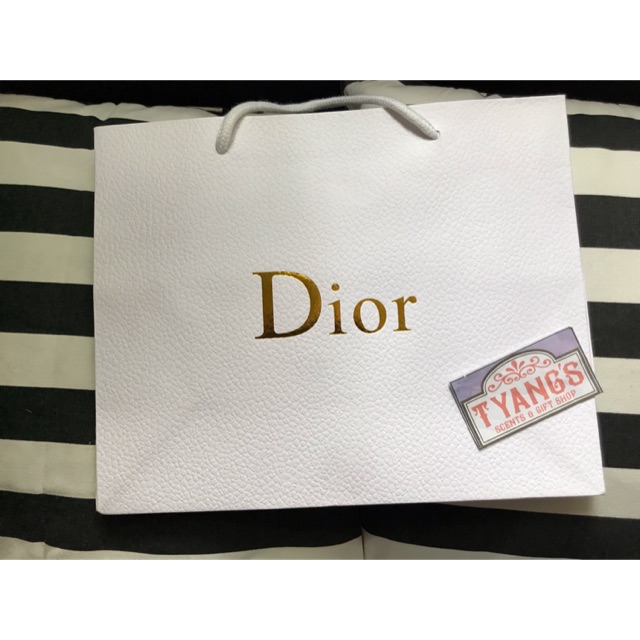 Dior
TYANG'S
SCENTS & GIFT SHOP